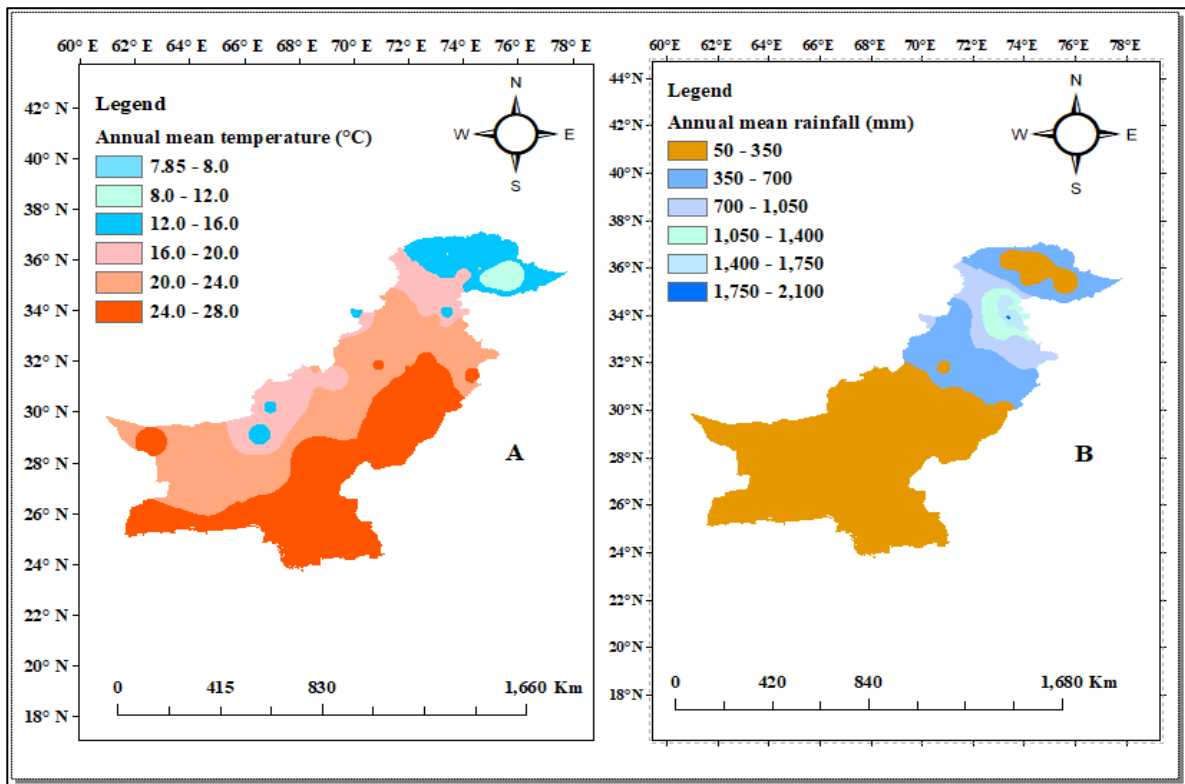 60° E 62° E 64° E 66° E 68° E 70° E 72° E 74° E 76° E 78° E
42° N
40° N
38° N
36° N
34° N
32° N
30° N
28° N
26° N
24° N
22° N
20° N
18° N
Legend
Annual mean temperature (°C)
7.85 - 8.0
8.0 - 12.0
12.0 - 16.0
16.0 - 20.0
20.0 - 24.0
24.0 - 28.0
N
W E
S
A
0 415 830 1,660 Km
60°E 62°E 64°E 66°E 68°E 70°E 72°E 74°E 76°E 78°E
44°N
42°N
40°N
38°N
36°N
34°N
32°N
30°N
28°N
26°N
24°N
22°N
20°N
18°N
Legend
Annual mean rainfall (mm)
50 - 350
350 - 700
700 - 1,050
1,050 - 1,400
1,400 - 1,750
1,750 - 2,100
N
W E
S
B
0 420 840 1,680 Km